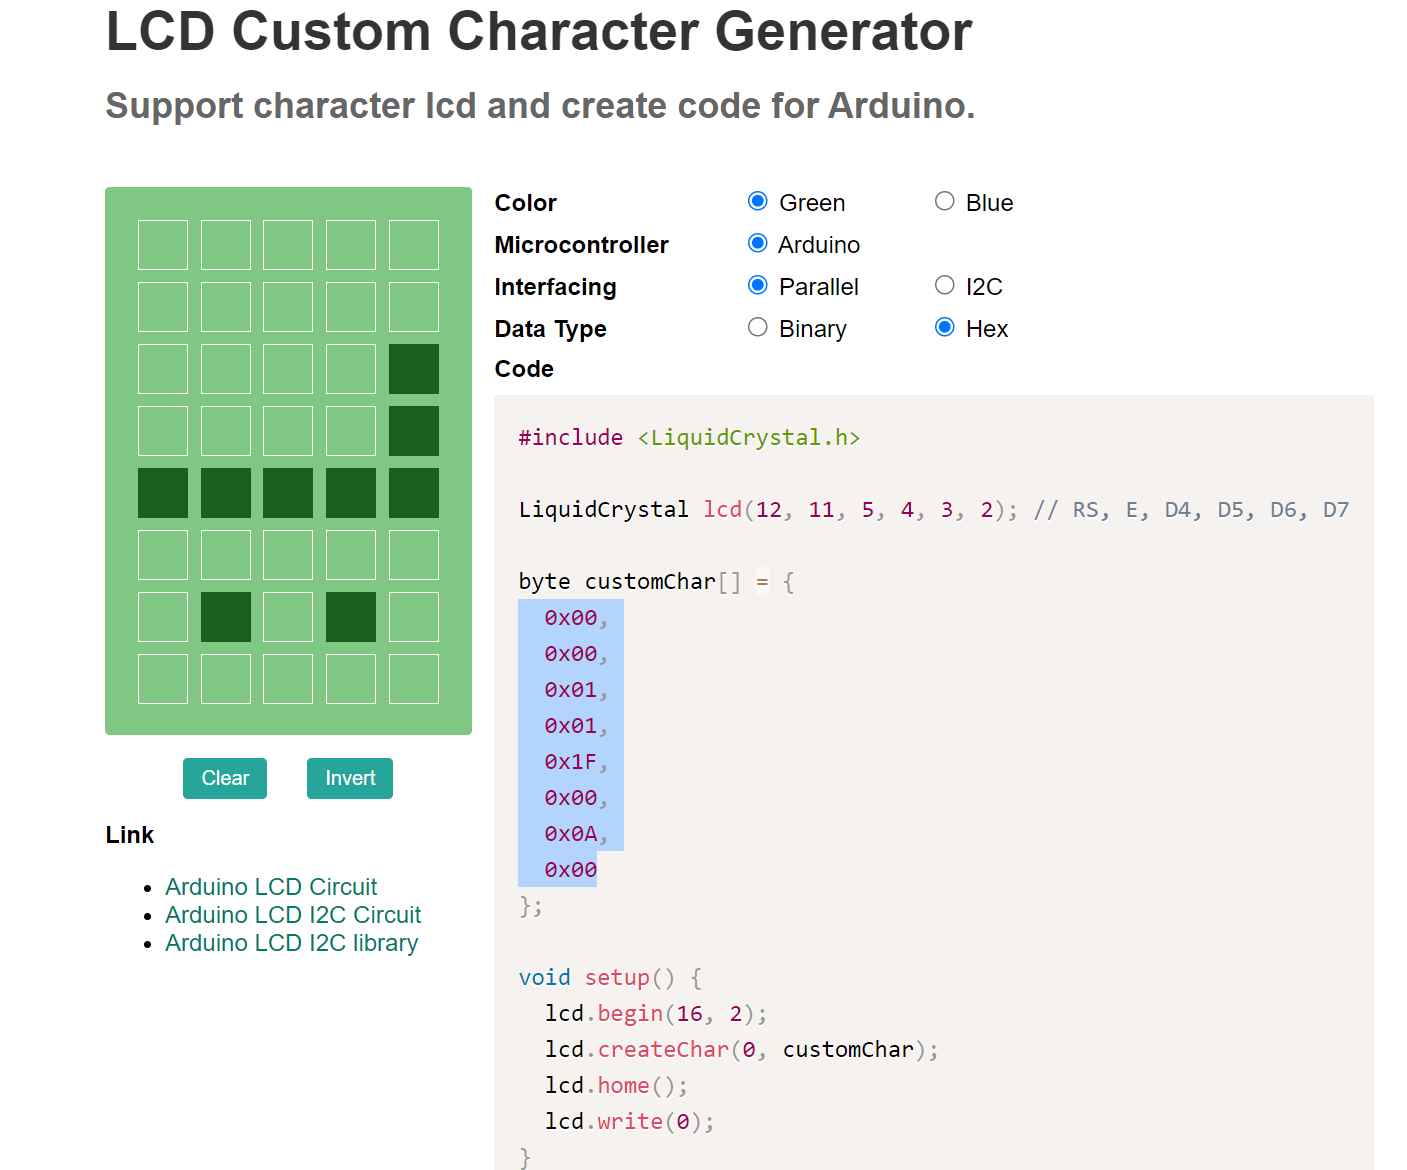 LCD Custom Character Generator
Support character lcd and create code for Arduino.
Color Green Blue
Microcontroller Arduino
Interfacing Parallel I2C
Data Type Binary Hex
Code
#include <LiquidCrystal.h>
LiquidCrystal lcd(12, 11, 5, 4, 3, 2); // RS, E, D4, D5, D6, D7
byte customChar[] = {
0x00,
0x00,
0x01,
0x01,
0x1F,
0x00,
0x0A,
0x00
};
void setup() {
lcd.begin(16, 2);
lcd.createChar(0, customChar);
lcd.home();
lcd.write(0);
}
Clear Invert
Link
Arduino LCD Circuit
Arduino LCD I2C Circuit
Arduino LCD I2C library